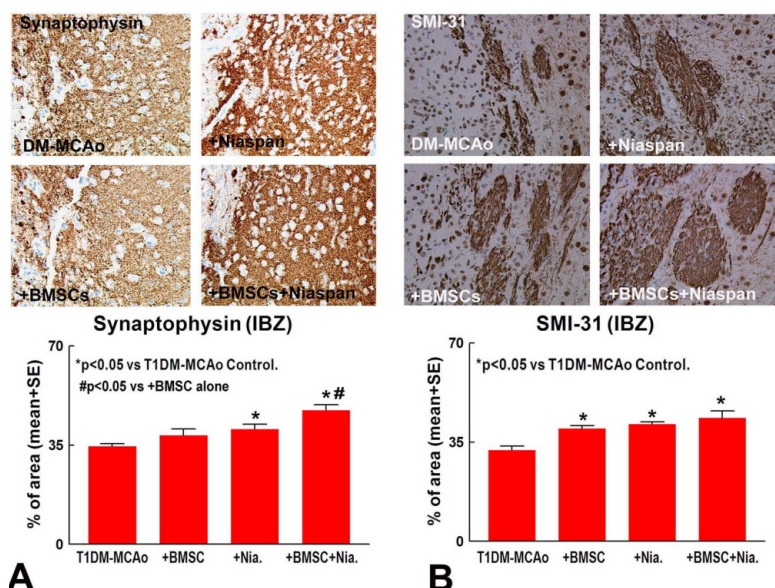 Synaptophysin
DM-MCAo
+Niaspan
+BMSCs
+BMSCs+Niaspan
Synaptophysin (IBZ)
70
*p<0.05 vs T1DM-MCAo Control.
#p<0.05 vs +BMSC alone
* *#
35
0
% of area (mean+SE)
T1DM-MCAo +BMSC +Nia. +BMSC+Nia.
A
SMI-31
DM-MCAo
+Niaspan
+BMSCs
+BMSCs+Niaspan
SMI-31 (IBZ)
70
*p<0.05 vs T1DM-MCAo Control.
* * *
35
0
% of area (mean+SE)
T1DM-MCAo +BMSC +Nia. +BMSC+Nia.
B